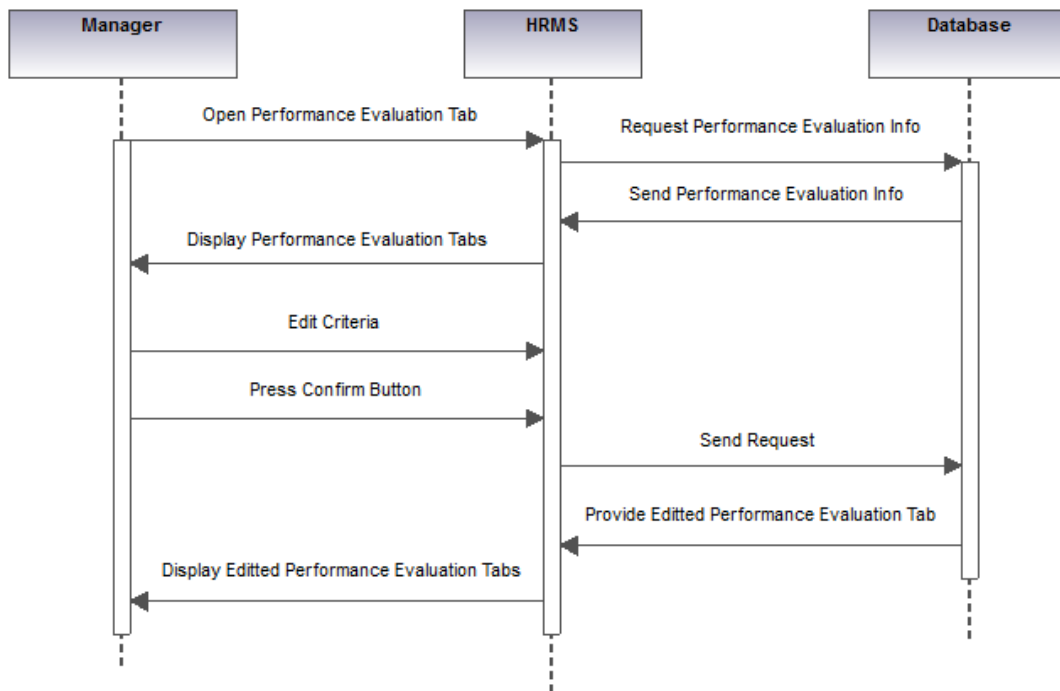 Manager
HRMS
Database
Open Performance Evaluation Tab
Request Performance Evaluation Info
Send Performance Evaluation Info
Display Performance Evaluation Tabs
Edit Criteria
Press Confirm Button
Send Request
Provide Editted Performance Evaluation Tab
Display Editted Performance Evaluation Tabs